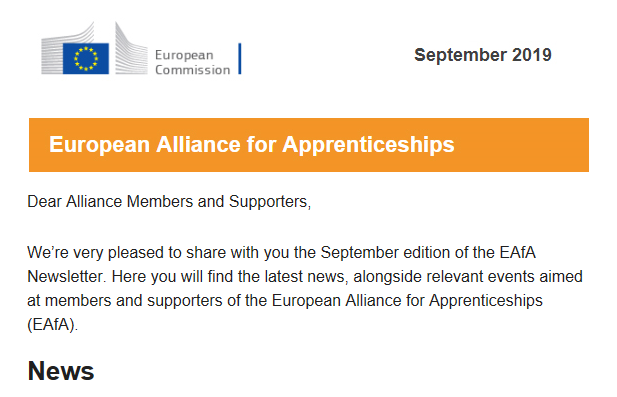 European
Commission
September 2019
European Alliance for Apprenticeships
Dear Alliance Members and Supporters,
We’re very pleased to share with you the September edition of the EAfA
Newsletter. Here you will find the latest news, alongside relevant events aimed
at members and supporters of the European Alliance for Apprenticeships
(EAfA).
News